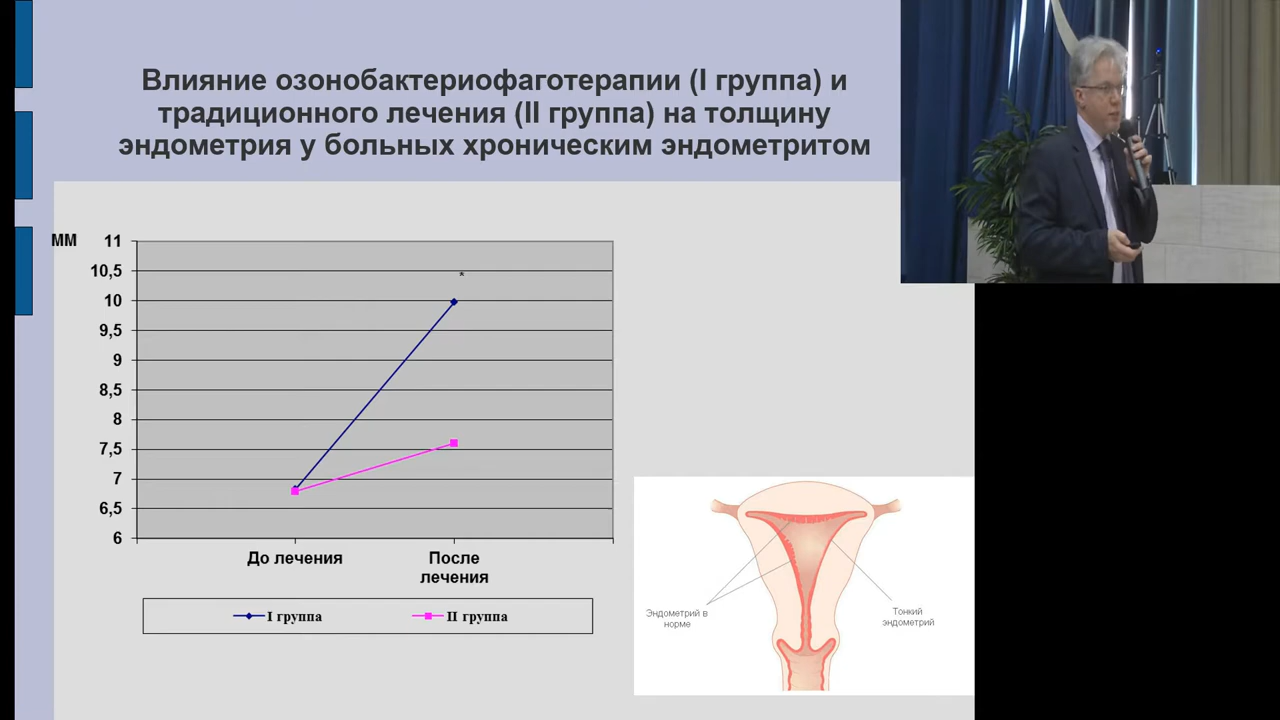 Влияние озонобактериофаготерапии (I группа) и
традиционного лечения (II группа) на толщину
эндометрия у больных хроническим эндометритом
ММ
11
10,5
*
10
9,5
9
8,5
8
7,5
7
6,5
6
До лечения
После
лечения
I группа
II группа
Эндометрий в
норме
Тонкий
эндометрий